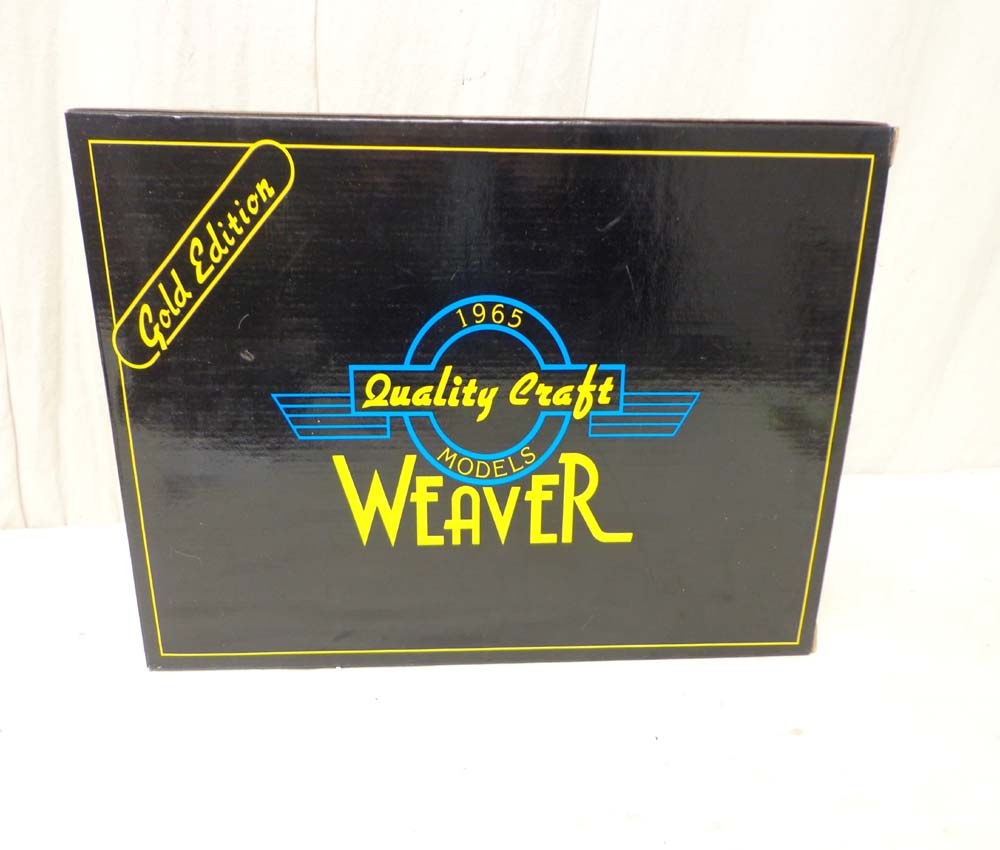 Gold Edition
1965
Quality Craft
MODELS
WEAVER